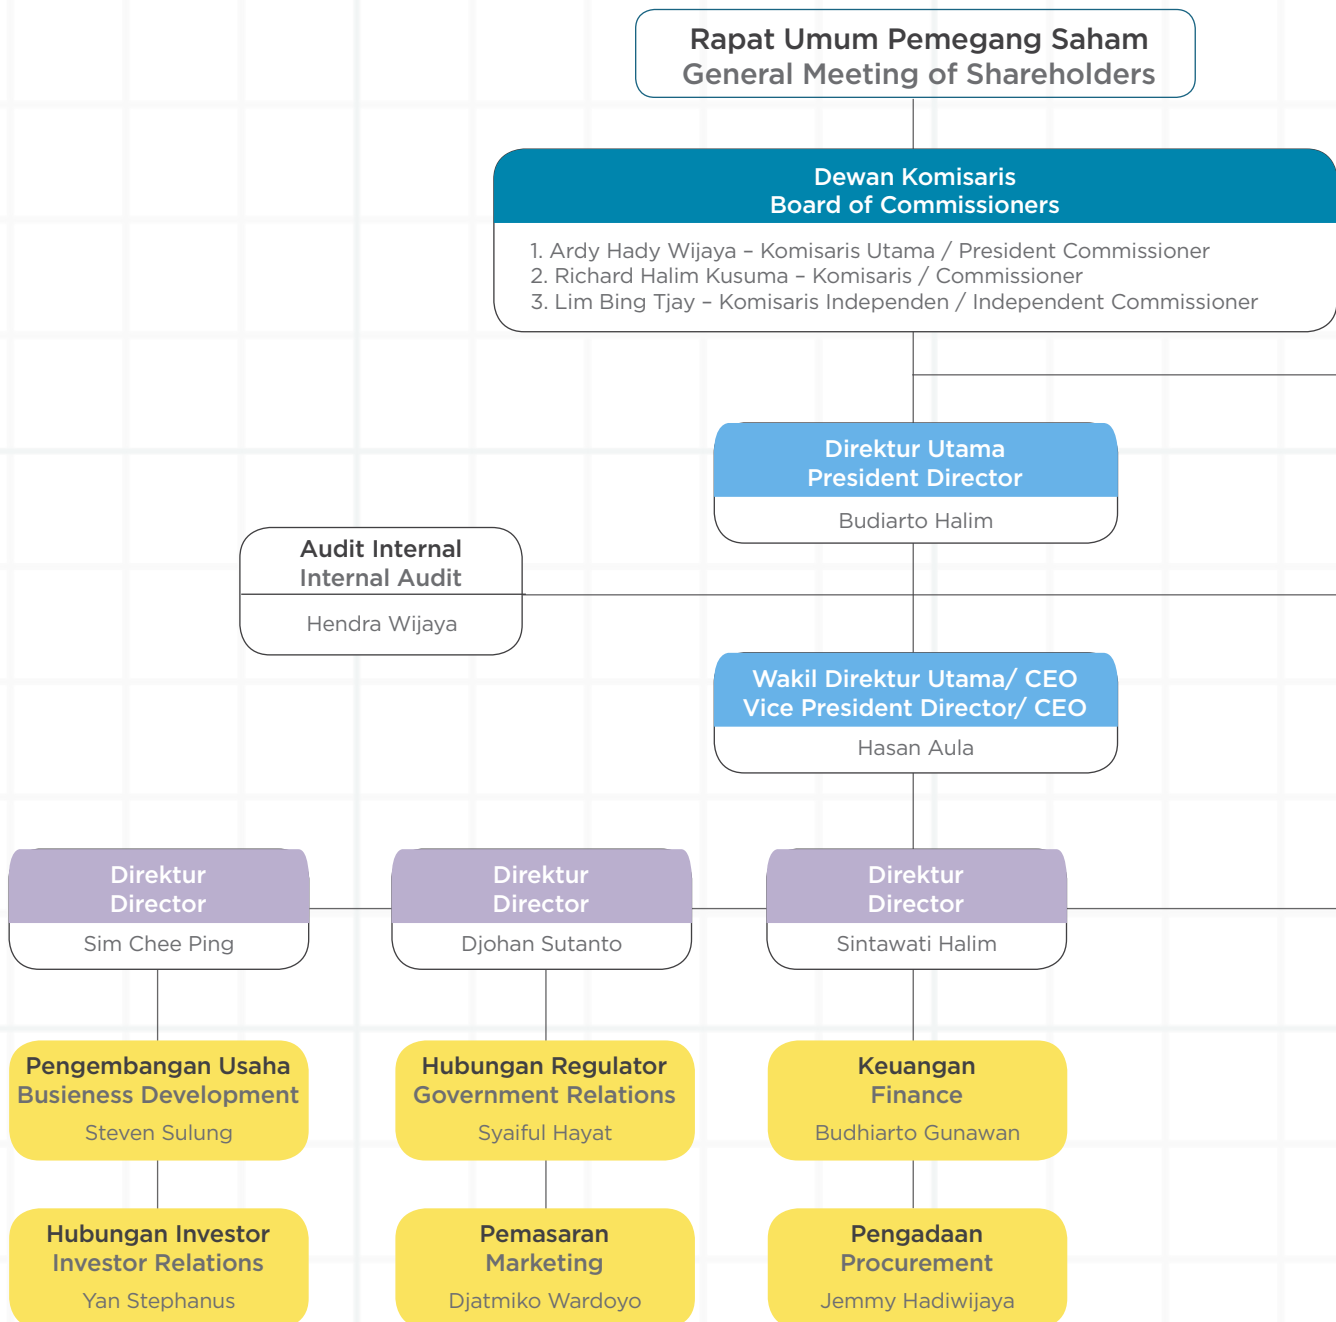 Rapat Umum Pemegang Saham
General Meeting of Shareholders
Dewan Komisaris
Board of Commissioners
1. Ardy Hady Wijaya – Komisaris Utama / President Commissioner
2. Richard Halim Kusuma – Komisaris / Commissioner
3. Lim Bing Tjay – Komisaris Independen / Independent Commissioner
Direktur Utama
President Director
Budiarto Halim
Audit Internal
Internal Audit
Hendra Wijaya
Wakil Direktur Utama/ CEO
Vice President Director/ CEO
Hasan Aula
Direktur
Director
Sim Chee Ping
Direktur
Director
Djohan Sutanto
Direktur
Director
Sintawati Halim
Pengembangan Usaha
Busieness Development
Steven Sulung
Hubungan Regulator
Government Relations
Syaiful Hayat
Keuangan
Finance
Budhiarto Gunawan
Hubungan Investor
Investor Relations
Yan Stephanus
Pemasaran
Marketing
Djatmiko Wardoyo
Pengadaan
Procurement
Jemmy Hadiwijaya